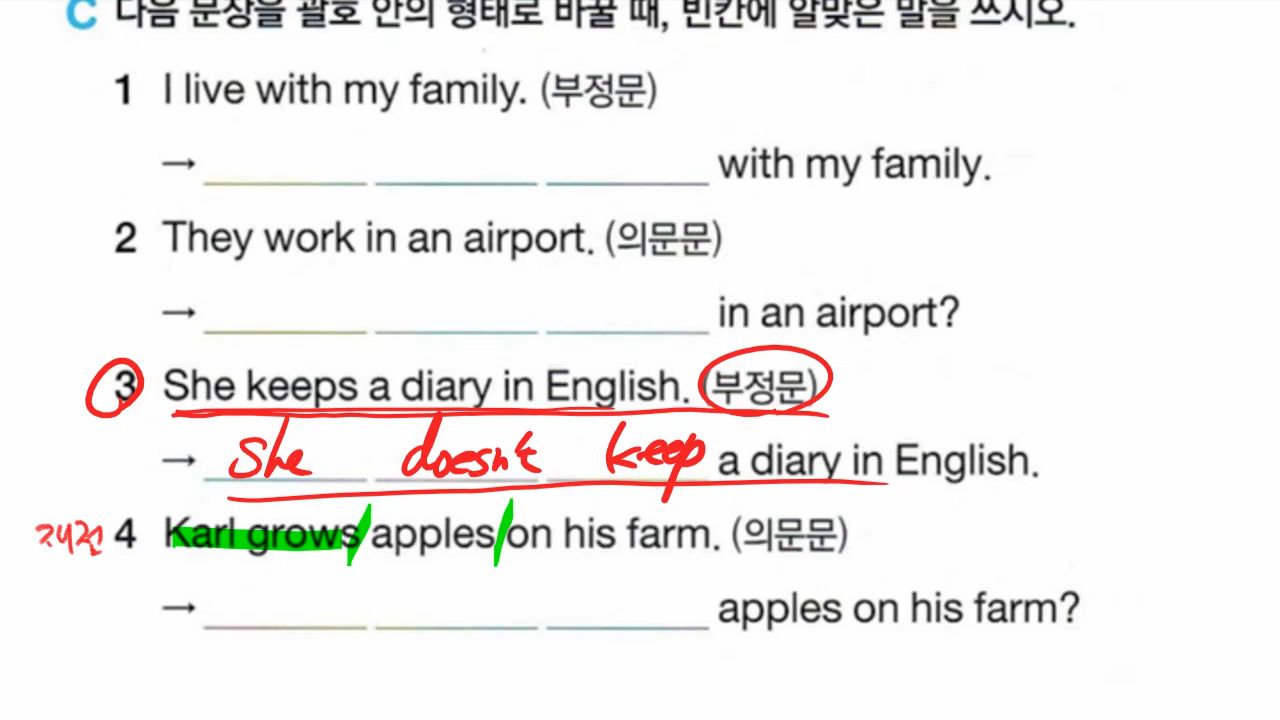 C 다음 문장을 괄호 안의 형태로 바꿀 때, 빈칸에 알맞은 말을 쓰시오.
1 I live with my family. (부정문)
→ with my family.
2 They work in an airport. (의문문)
→ in an airport?
3 She keeps a diary in English. (부정문)
→ She doesn't keep a diary in English.
4 Karl grows apples on his farm. (의문문)
→ apples on his farm?